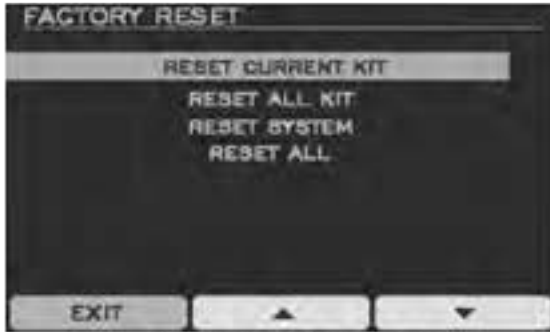 FACTORY RESET
RESET CURRENT KIT
RESET ALL KIT
RESET SYSTEM
RESET ALL
EXIT